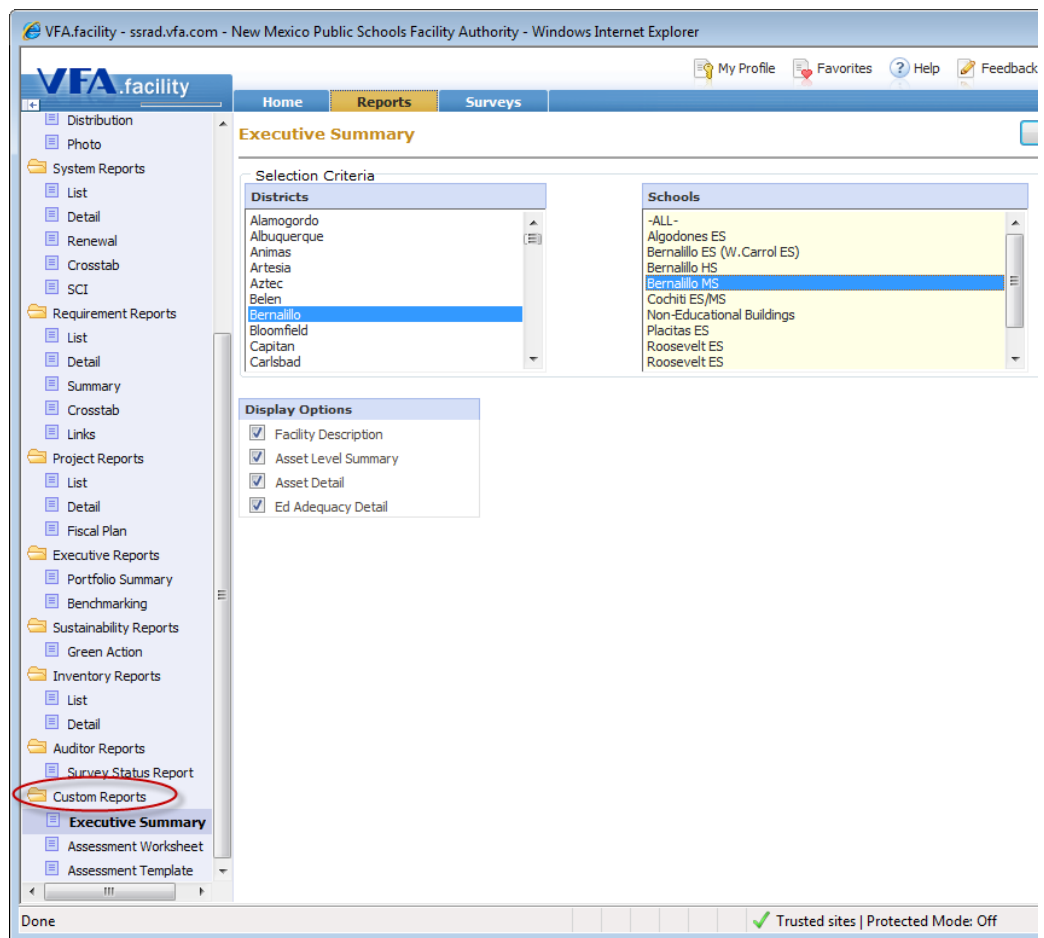 VFA.facility - ssrad.vfa.com - New Mexico Public Schools Facility Authority - Windows Internet Explorer
My Profile Favorites Help Feedback
VFA.facility
Home Reports Surveys
Distribution
Photo
System Reports
List
Detail
Renewal
Crosstab
SCI
Requirement Reports
List
Detail
Summary
Crosstab
Links
Project Reports
List
Detail
Fiscal Plan
Executive Reports
Portfolio Summary
Benchmarking
Sustainability Reports
Green Action
Inventory Reports
List
Detail
Auditor Reports
Survey Status Report
Custom Reports
Executive Summary
Assessment Worksheet
Assessment Template
Executive Summary
Selection Criteria
Districts
Alamogordo
Albuquerque
Animas
Artesia
Aztec
Belen
Bernalillo
Bloomfield
Capitan
Carlsbad
Schools
-ALL-
Algodones ES
Bernalillo ES (W.Carrol ES)
Bernalillo HS
Bernalillo MS
Cochiti ES/MS
Non-Educational Buildings
Placitas ES
Roosevelt ES
Roosevelt ES
Display Options
Facility Description
Asset Level Summary
Asset Detail
Ed Adequacy Detail
Done
Trusted sites | Protected Mode: Off